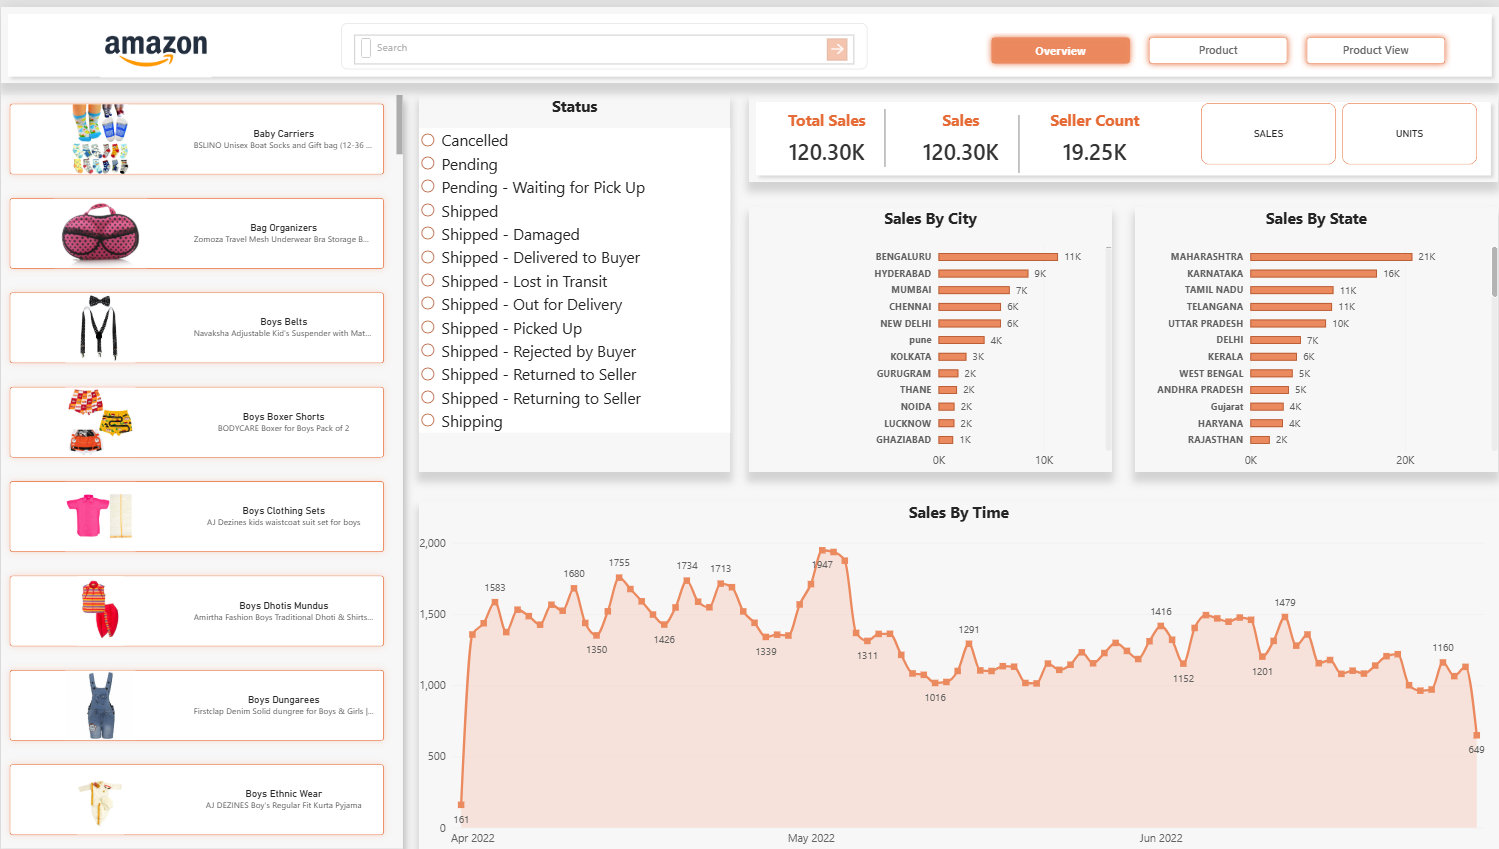 amazon
Search
Overview
Product
Product View
Baby Carriers
BSLINO Unisex Boat Socks and Gift bag (12-36 ...
Bag Organizers
Zomoza Travel Mesh Underwear Bra Storage B...
Boys Belts
Navaksha Adjustable Kid's Suspender with Mat...
Boys Boxer Shorts
BODYCARE Boxer for Boys Pack of 2
Boys Clothing Sets
AJ Dezines kids waistcoat suit set for boys
Boys Dhotis Mundus
Amirtha Fashion Boys Traditional Dhoti & Shirts...
Boys Dungarees
Firstclap Denim Solid dungree for Boys & Girls |...
Boys Ethnic Wear
AJ DEZINES Boy's Regular Fit Kurta Pyjama
Status
Cancelled
Pending
Pending - Waiting for Pick Up
Shipped
Shipped - Damaged
Shipped - Delivered to Buyer
Shipped - Lost in Transit
Shipped - Out for Delivery
Shipped - Picked Up
Shipped - Rejected by Buyer
Shipped - Returned to Seller
Shipped - Returning to Seller
Shipping
Total Sales
120.30K
Sales
120.30K
Seller Count
19.25K
SALES
UNITS
Sales By City
BENGALURU 11K
HYDERABAD 9K
MUMBAI 7K
CHENNAI 6K
NEW DELHI 6K
pune 4K
KOLKATA 3K
GURUGRAM 2K
THANE 2K
NOIDA 2K
LUCKNOW 2K
GHAZIABAD 1K
0K 10K
Sales By State
MAHARASHTRA 21K
KARNATAKA 16K
TAMIL NADU 11K
TELANGANA 11K
UTTAR PRADESH 10K
DELHI 7K
KERALA 6K
WEST BENGAL 5K
ANDHRA PRADESH 5K
Gujarat 4K
HARYANA 4K
RAJASTHAN 2K
0K 20K
Sales By Time
2,000
1,500
1,000
500
0
161
1583
1680
1350
1755
1426
1734
1713
1339
1947
1311
1016
1291
1416
1152
1201
1479
1160
649
Apr 2022 May 2022 Jun 2022